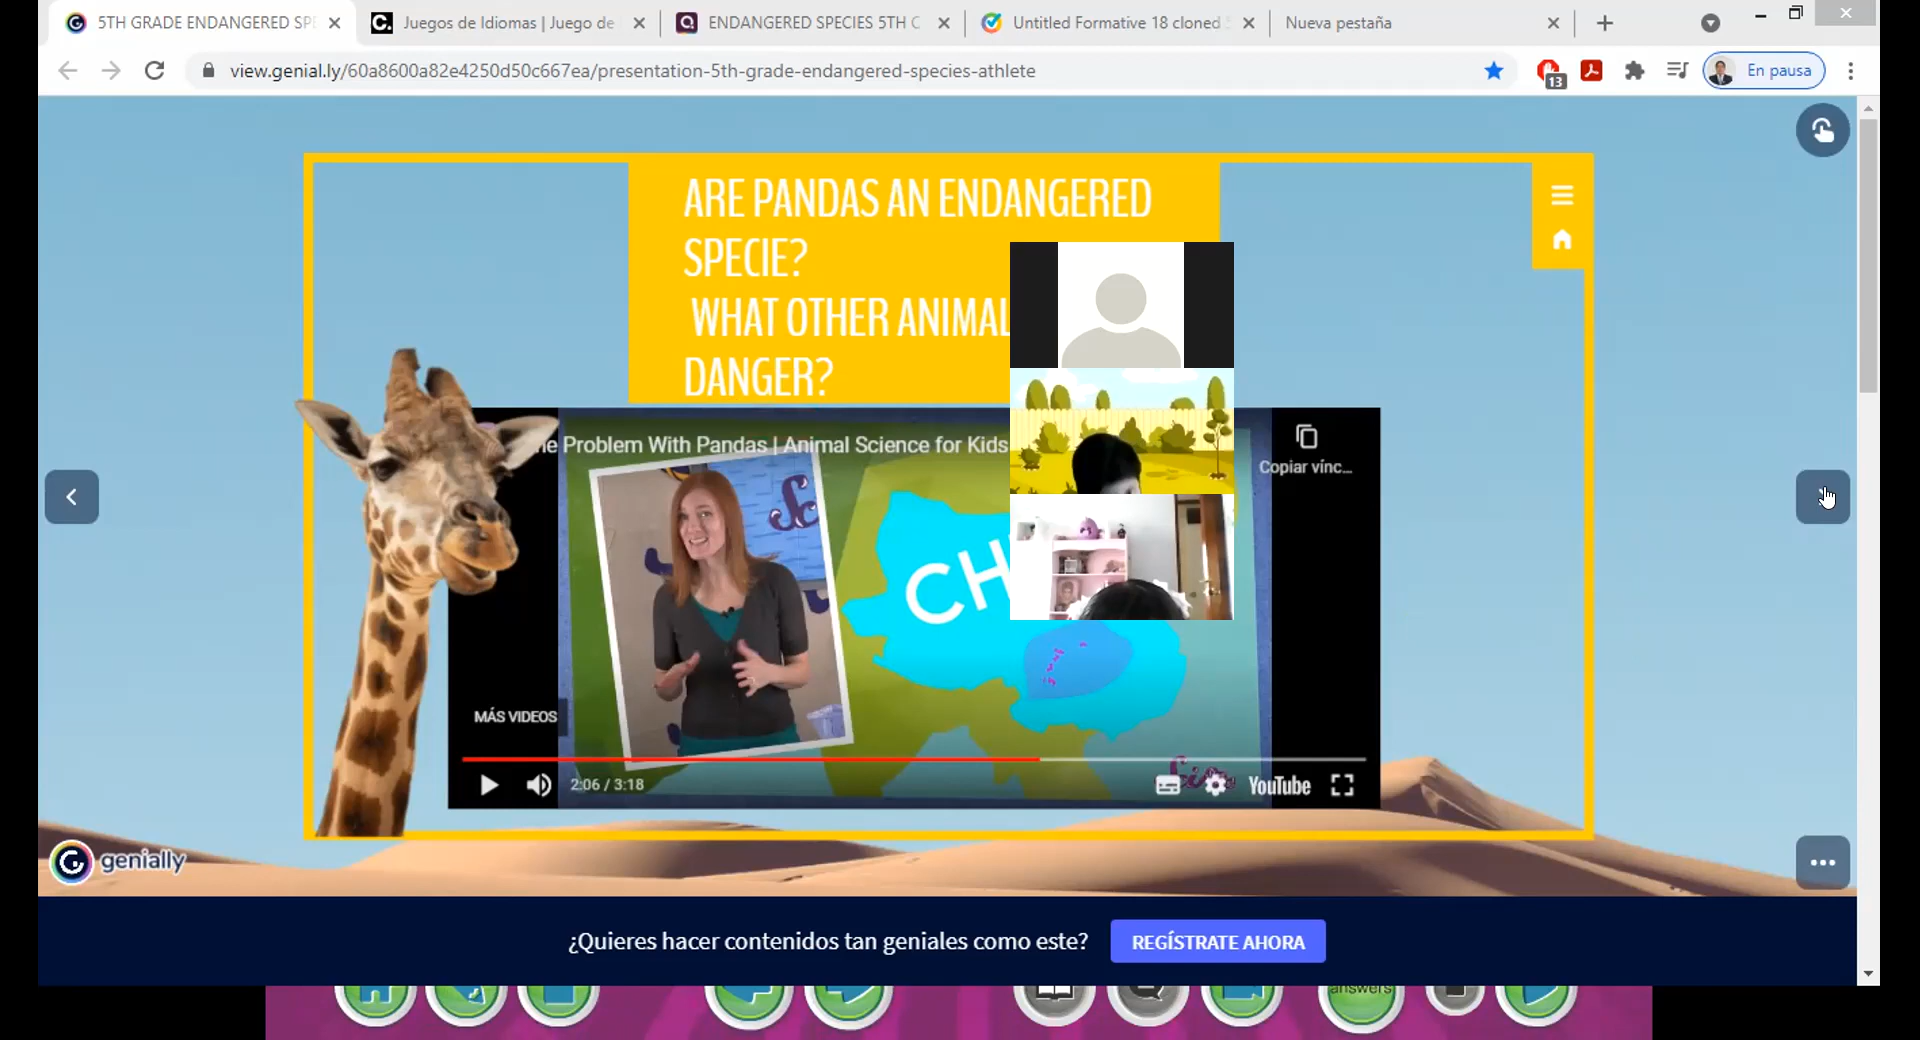 5TH GRADE ENDANGERED SPE
Juegos de Idiomas | Juego de
ENDANGERED SPECIES 5TH
Untitled Formative 18 cloned
Nueva pestaña
view.genial.ly/60a8600a82e4250d50c667ea/presentation-5th-grade-endangered-species-athlete
13
En pausa
ARE PANDAS AN ENDANGERED
SPECIE?
WHAT OTHER ANIMAL
DANGER?
Problem With Pandas | Animal Science for Kids
Copiar vínc...
CH
MÁS VIDEOS
2:06 / 3:18
YouTube
genially
¿Quieres hacer contenidos tan geniales como este?
REGÍSTRATE AHORA
answers